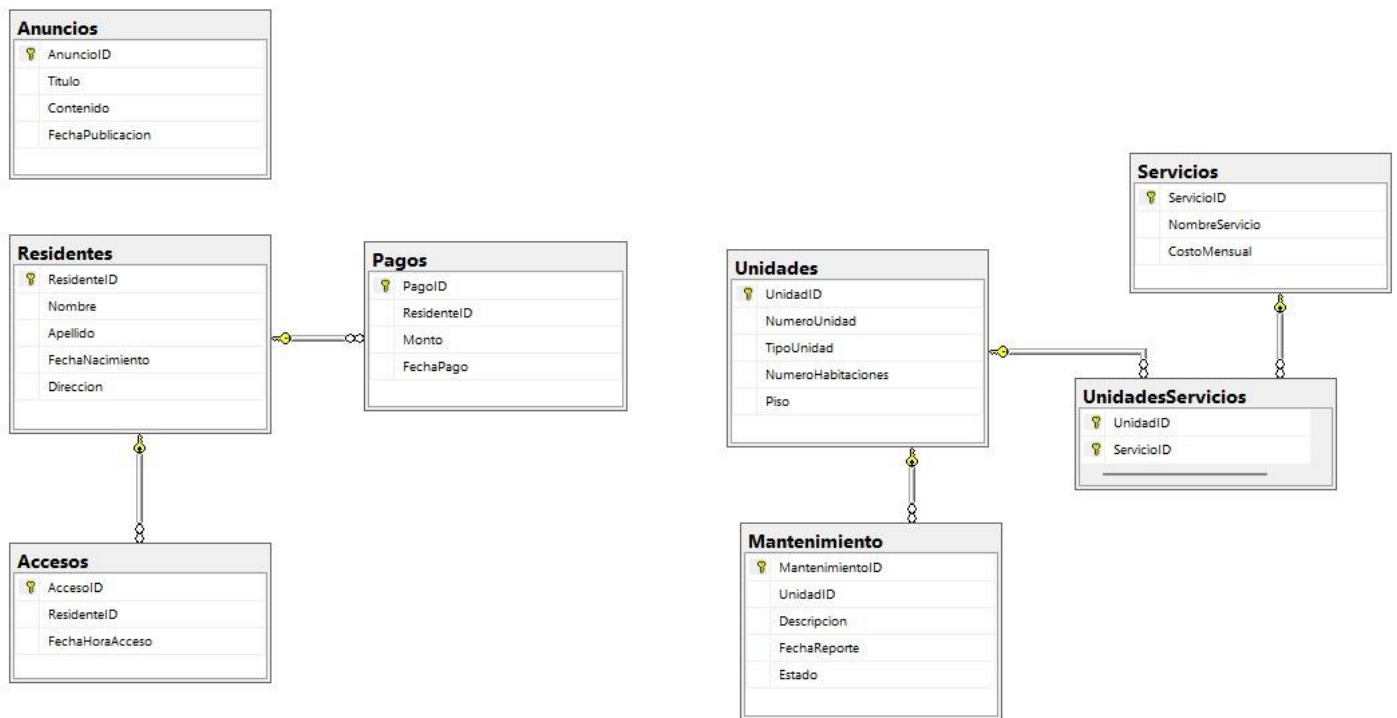 Anuncios
AnuncioID
Titulo
Contenido
FechaPublicacion
Residentes
ResidenteID
Nombre
Apellido
FechaNacimiento
Direccion
Pagos
PagoID
ResidenteID
Monto
FechaPago
Accesos
AccesoID
ResidenteID
FechaHoraAcceso
Unidades
UnidadID
NumeroUnidad
TipoUnidad
NumeroHabitaciones
Piso
Servicios
ServicioID
NombreServicio
CostoMensual
UnidadesServicios
UnidadID
ServicioID
Mantenimiento
MantenimientoID
UnidadID
Descripcion
FechaReporte
Estado